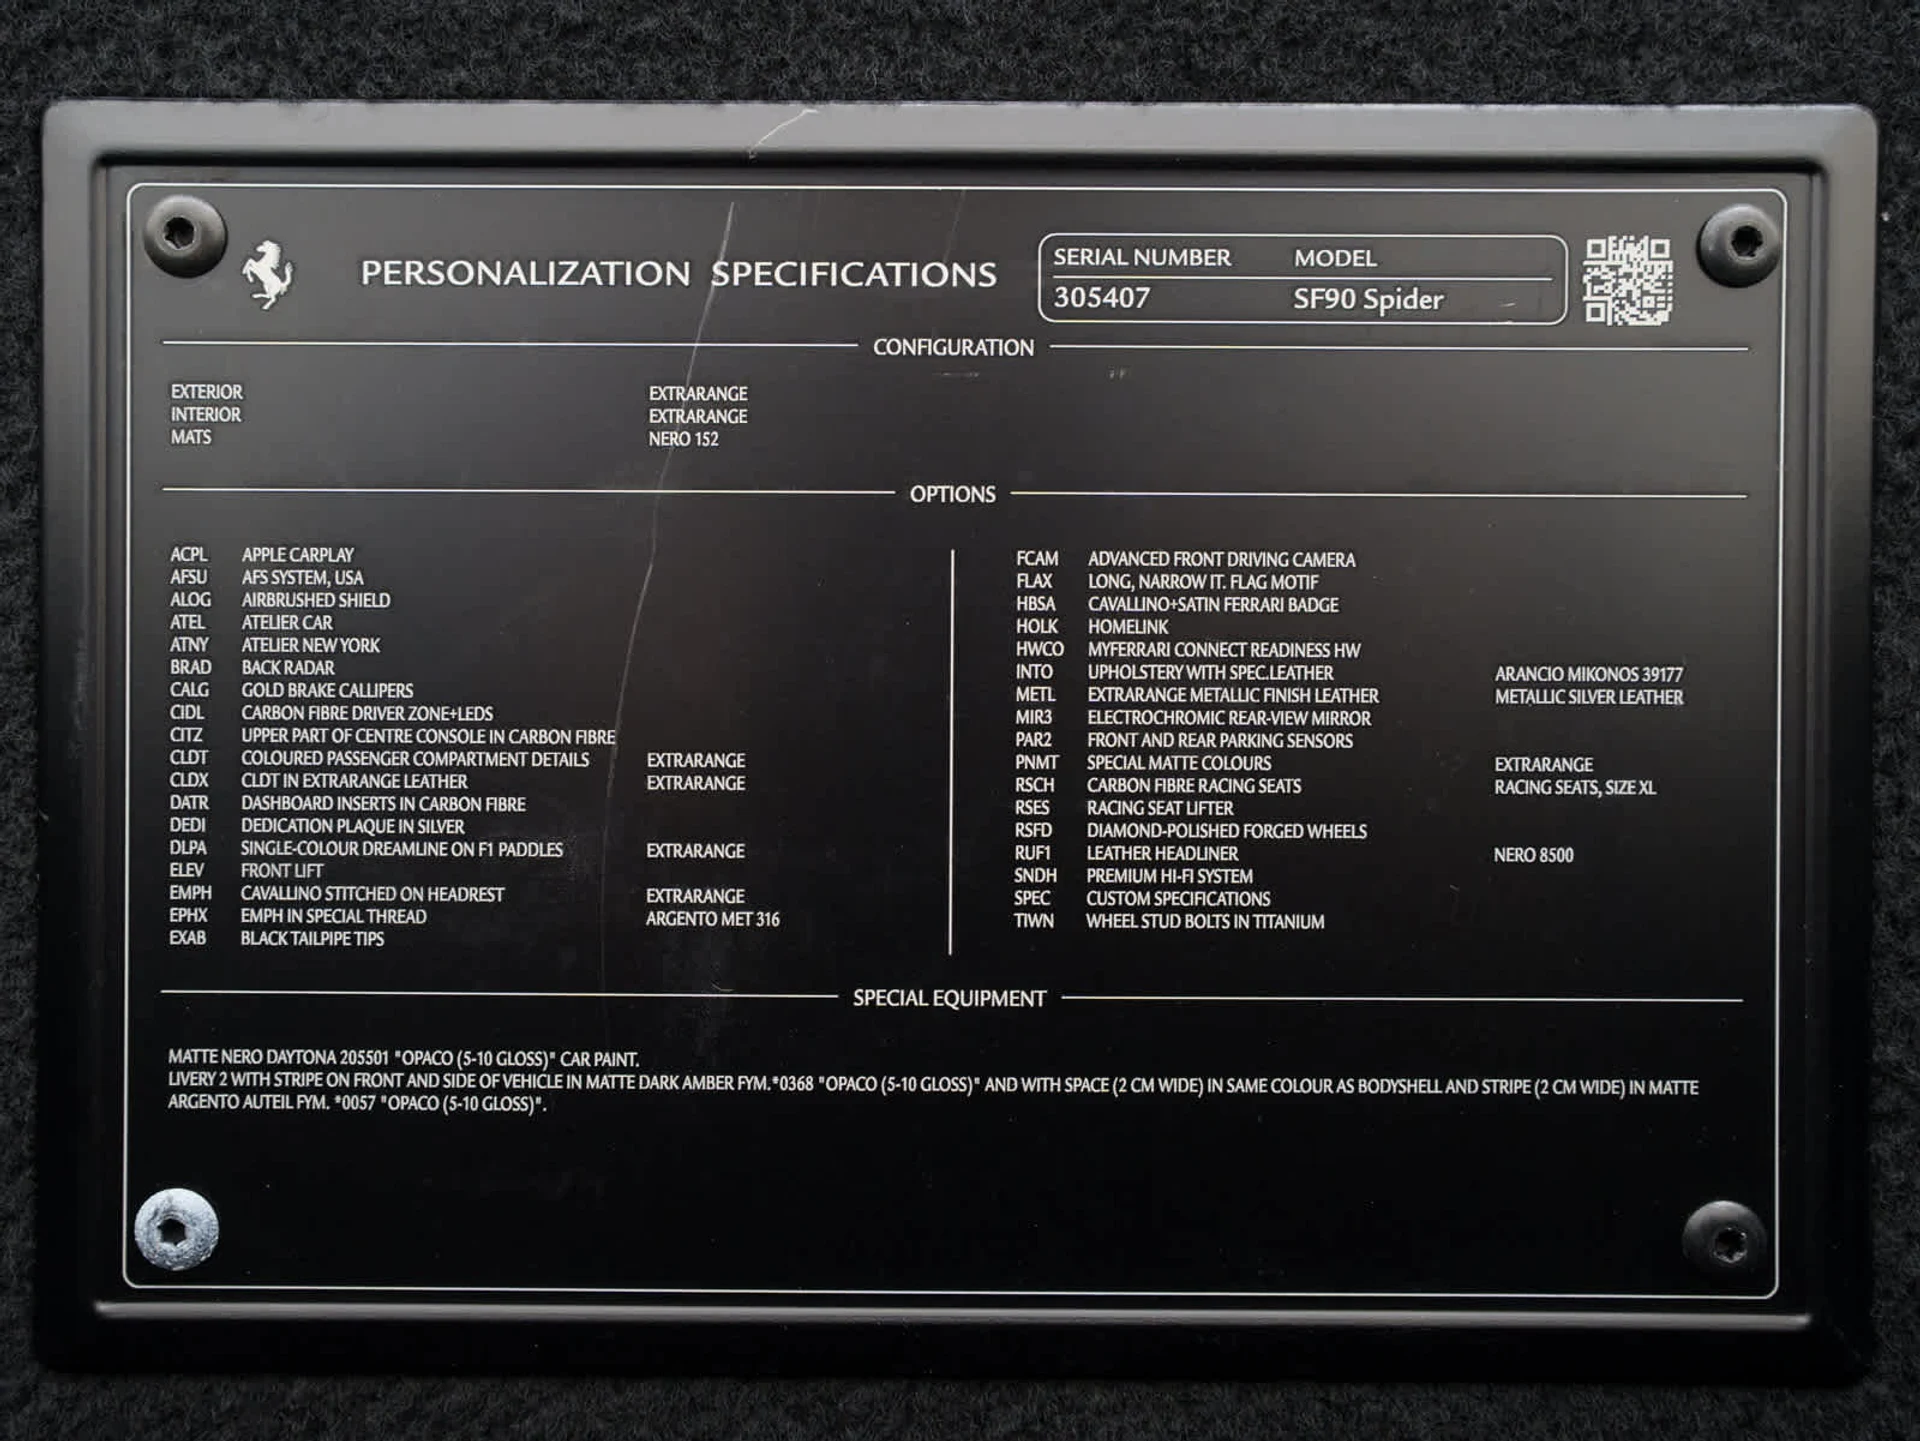 PERSONALIZATION SPECIFICATIONS
SERIAL NUMBER MODEL
305407 SF90 Spider
CONFIGURATION
EXTERIOR EXTRARANGE
INTERIOR EXTRARANGE
MATS NERO 152
OPTIONS
ACPL APPLE CARPLAY
AFSU AFS SYSTEM, USA
ALOG AIRBRUSHED SHIELD
ATEL ATELIER CAR
ATNY ATELIER NEW YORK
BRAD BACK RADAR
CALG GOLD BRAKE CALLIPERS
CIDL CARBON FIBRE DRIVER ZONE+LEDS
CITZ UPPER PART OF CENTRE CONSOLE IN CARBON FIBRE
CLDT COLOURED PASSENGER COMPARTMENT DETAILS EXTRARANGE
CLDX CLDT IN EXTRARANGE LEATHER EXTRARANGE
DATR DASHBOARD INSERTS IN CARBON FIBRE
DEDI DEDICATION PLAQUE IN SILVER
DLPA SINGLE-COLOUR DREAMLINE ON F1 PADDLES EXTRARANGE
ELEV FRONT LIFT
EMPH CAVALLINO STITCHED ON HEADREST EXTRARANGE
EPHX EMPH IN SPECIAL THREAD ARGENTO MET 316
EXAB BLACK TAILPIPE TIPS
FCAM ADVANCED FRONT DRIVING CAMERA
FLAX LONG, NARROW IT. FLAG MOTIF
HBSA CAVALLINO+SATIN FERRARI BADGE
HOLK HOMELINK
HWCO MYFERRARI CONNECT READINESS HW
INTO UPHOLSTERY WITH SPEC.LEATHER ARANCIO MIKONOS 39177
METL EXTRARANGE METALLIC FINISH LEATHER METALLIC SILVER LEATHER
MIR3 ELECTROCHROMIC REAR-VIEW MIRROR
PAR2 FRONT AND REAR PARKING SENSORS
PNMT SPECIAL MATTE COLOURS EXTRARANGE
RSCH CARBON FIBRE RACING SEATS RACING SEATS, SIZE XL
RSES RACING SEAT LIFTER
RSFD DIAMOND-POLISHED FORGED WHEELS
RUF1 LEATHER HEADLINER NERO 8500
SNDH PREMIUM HI-FI SYSTEM
SPEC CUSTOM SPECIFICATIONS
TIWN WHEEL STUD BOLTS IN TITANIUM
SPECIAL EQUIPMENT
MATTE NERO DAYTONA 205501 "OPACO (5-10 GLOSS)" CAR PAINT.
LIVERY 2 WITH STRIPE ON FRONT AND SIDE OF VEHICLE IN MATTE DARK AMBER FYM.*0368 "OPACO (5-10 GLOSS)" AND WITH SPACE (2 CM WIDE) IN SAME COLOUR AS BODYSHELL AND STRIPE (2 CM WIDE) IN MATTE
ARGENTO AUTEIL FYM. *0057 "OPACO (5-10 GLOSS)".